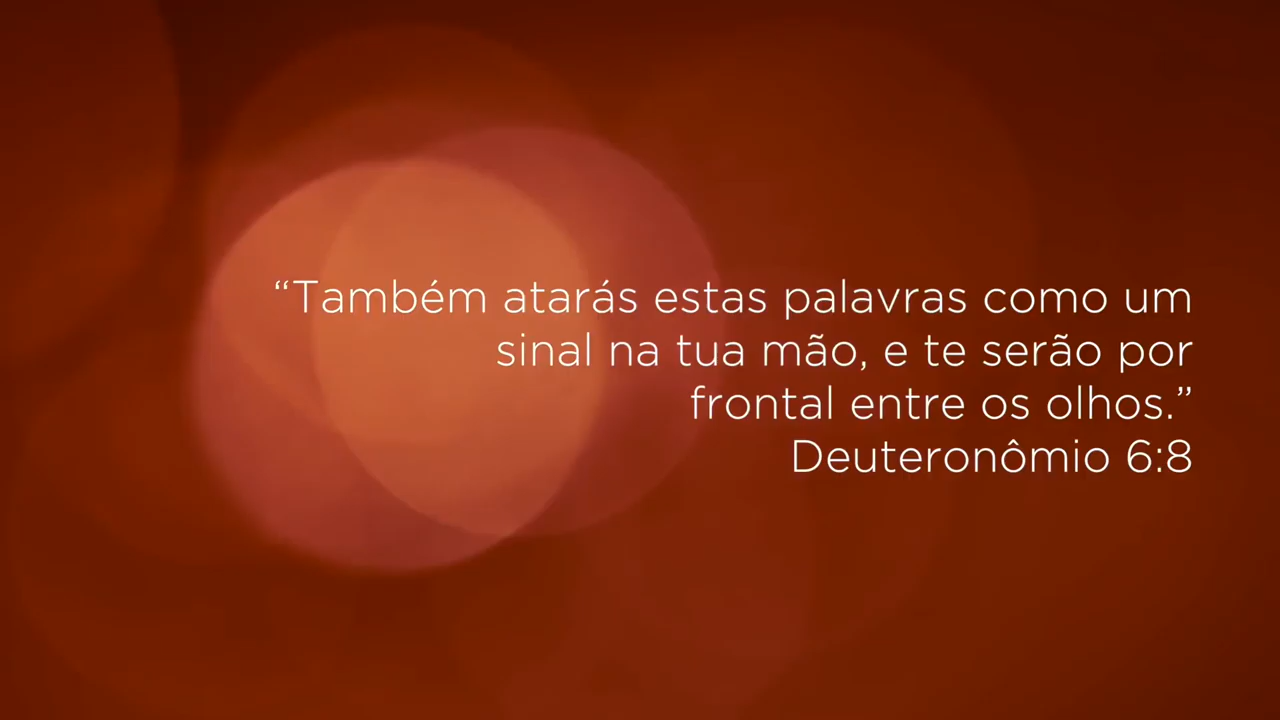 “Também atarás estas palavras como um
sinal na tua mão, e te serão por
frontal entre os olhos.”
Deuteronômio 6:8